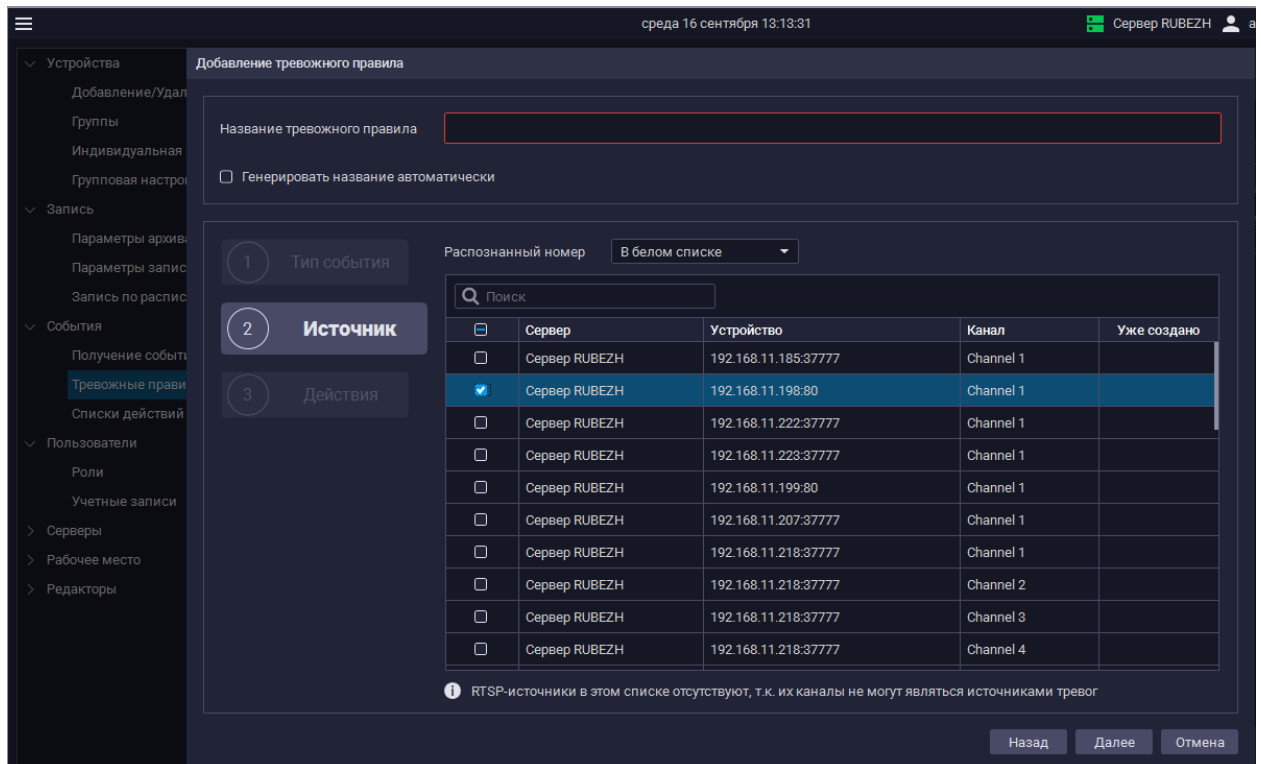 среда 16 сентября 13:13:31
Сервер RUBEZH
a
Устройства
Добавление/Удал
Группы
Индивидуальная
Групповая настрой
Запись
Параметры архива
Параметры запис
Запись по распис
События
Получение событи
Тревожные прави
Списки действий
Пользователи
Роли
Учетные записи
Серверы
Рабочее место
Редакторы
Добавление тревожного правила
Название тревожного правила
Генерировать название автоматически
1 Тип события
2 Источник
3 Действия
Распознанный номер В белом списке
Поиск
Сервер Устройство Канал Уже создано
Сервер RUBEZH 192.168.11.185:37777 Channel 1
Сервер RUBEZH 192.168.11.198:80 Channel 1
Сервер RUBEZH 192.168.11.222:37777 Channel 1
Сервер RUBEZH 192.168.11.223:37777 Channel 1
Сервер RUBEZH 192.168.11.199:80 Channel 1
Сервер RUBEZH 192.168.11.207:37777 Channel 1
Сервер RUBEZH 192.168.11.218:37777 Channel 1
Сервер RUBEZH 192.168.11.218:37777 Channel 2
Сервер RUBEZH 192.168.11.218:37777 Channel 3
Сервер RUBEZH 192.168.11.218:37777 Channel 4
RTSP-источники в этом списке отсутствуют, т.к. их каналы не могут являться источниками тревог
Назад Далее Отмена